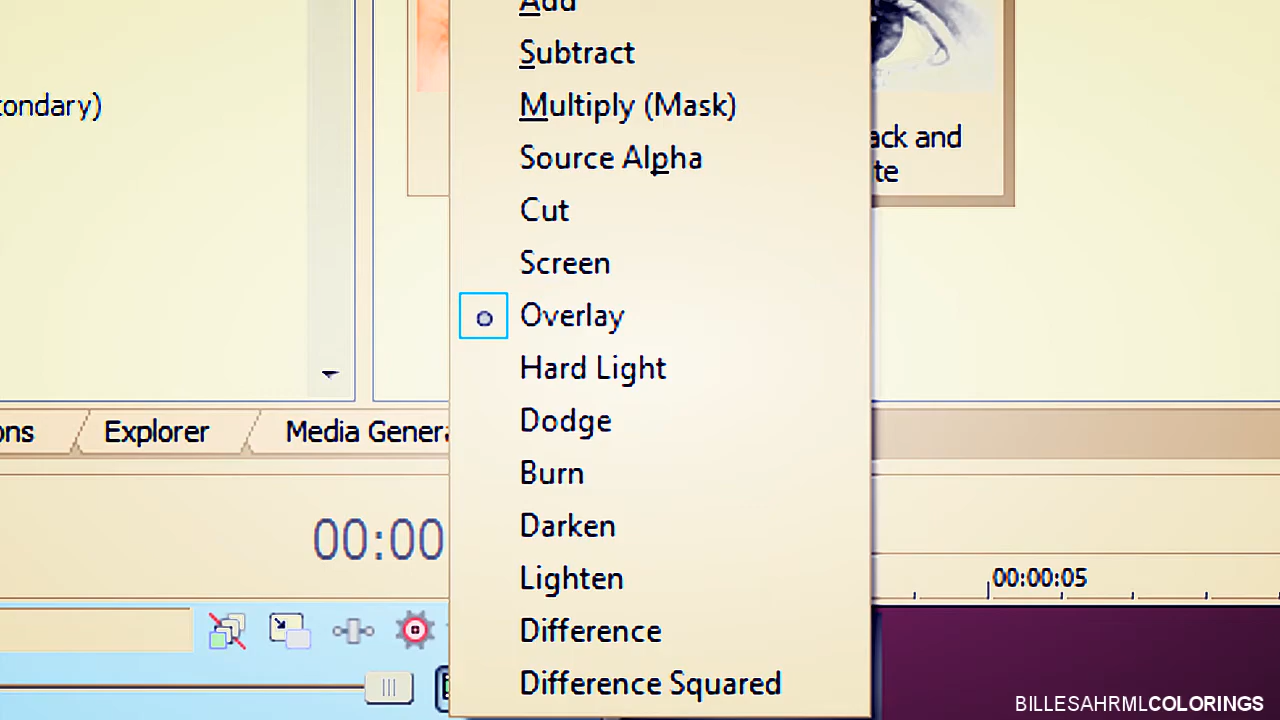 Add
Subtract
Multiply (Mask)
condary)
ack and
te
Source Alpha
Cut
Screen
Overlay
Hard Light
Dodge
Burn
Darken
Lighten
Difference
Difference Squared
ons
Explorer
Media Genera
00:00
00:00:05
BILLESAHRMLCOLORINGS